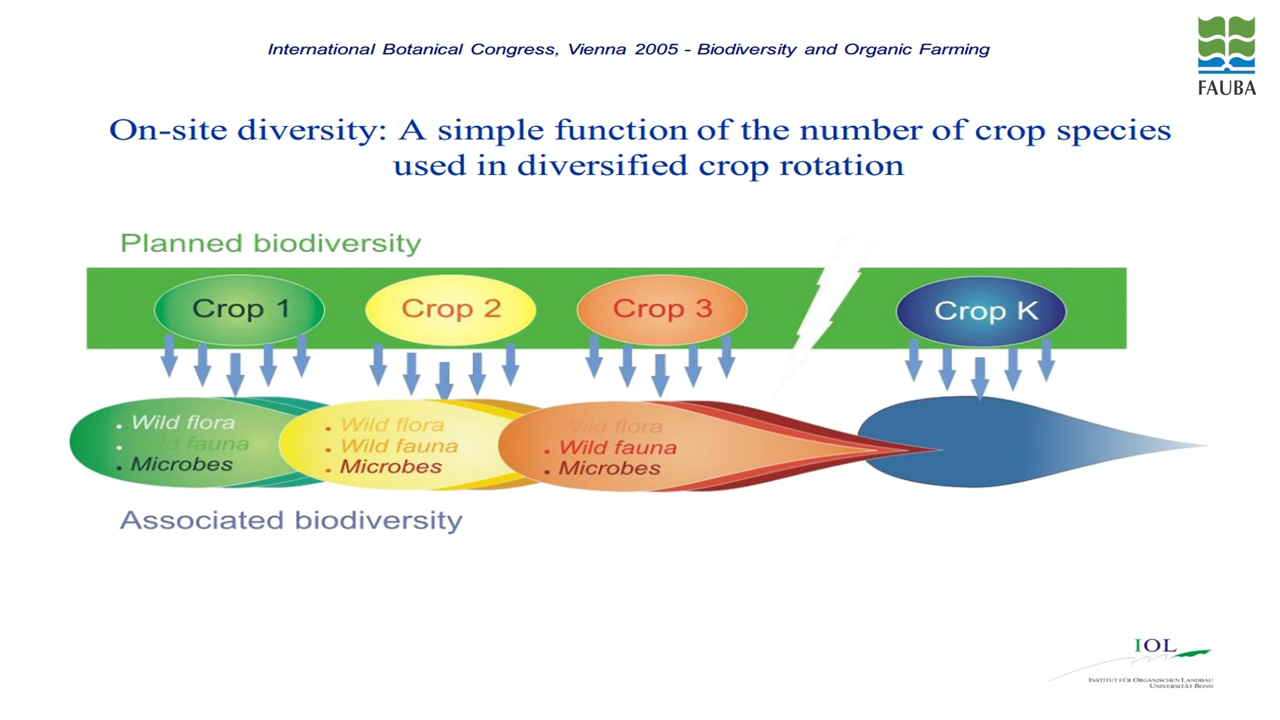 International Botanical Congress, Vienna 2005 - Biodiversity and Organic Farming
FAUBA
On-site diversity: A simple function of the number of crop species
used in diversified crop rotation
Planned biodiversity
Crop 1
Crop 2
Crop 3
Crop K
• Wild flora
• Wild fauna
• Microbes
• Wild flora
• Wild fauna
• Microbes
Wild flora
• Wild fauna
• Microbes
Associated biodiversity
IOL
INSTITUT FÜR ORGANISCHEN LANDBAU
UNIVERSITÄT BONN